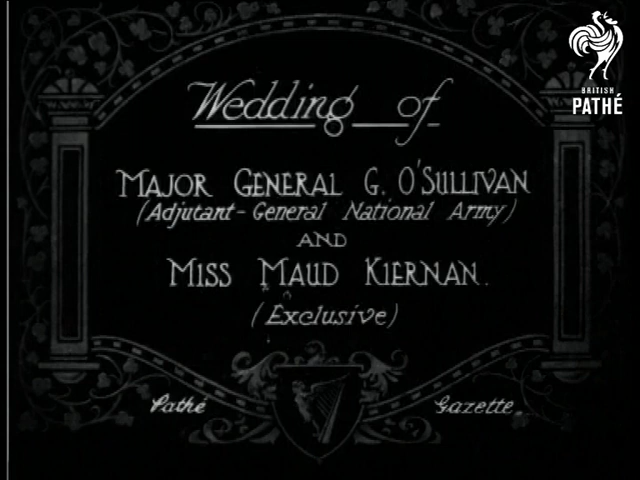 BRITISH
PATHÉ
Wedding of
MAJOR GENERAL G. O'SULLIVAN
(Adjutant-General National Army)
AND
MISS MAUD KIERNAN.
(Exclusive)
Pathé Gazette.